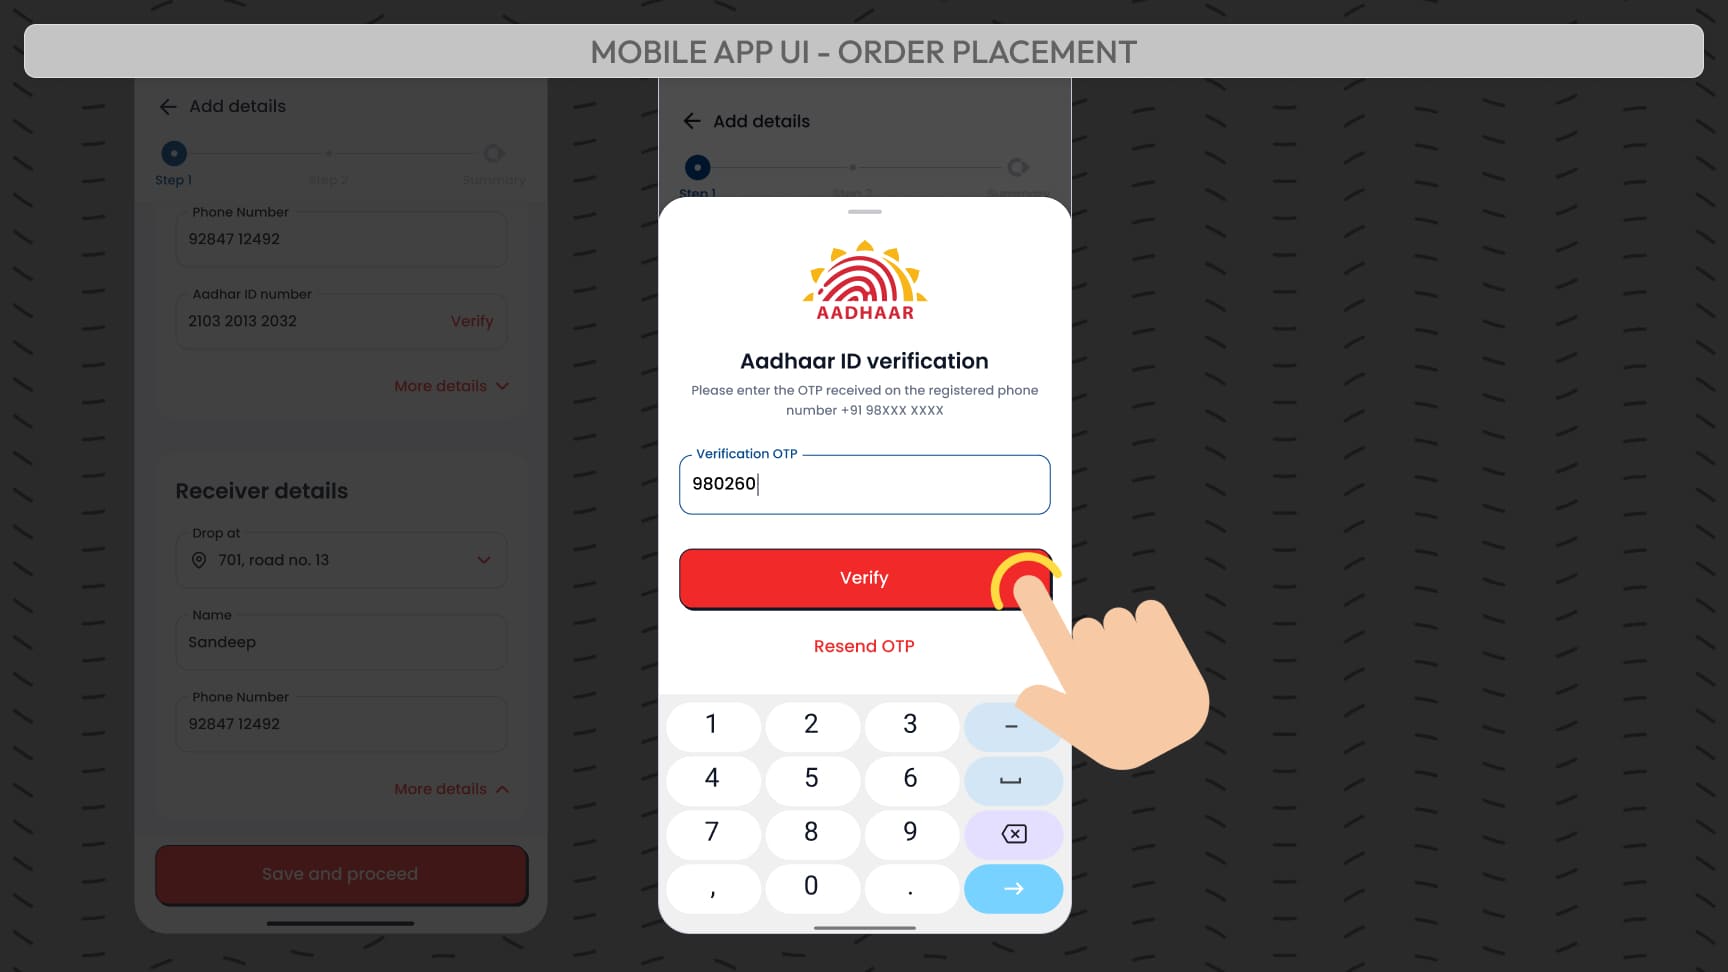 MOBILE APP UI - ORDER PLACEMENT
Add details
Step 1
Step 2
Summary
Phone Number
92847 12492
Aadhar ID number
2103 2013 2032
Verify
More details
Receiver details
Drop at
701, road no. 13
Name
Sandeep
Phone Number
92847 12492
More details
Save and proceed
Add details
Step 1
Step 2
Summary
AADHAAR
Aadhaar ID verification
Please enter the OTP received on the registered phone
number +91 98XXX XXXX
Verification OTP
980260
Verify
Resend OTP
1 2 3 –
4 5 6
7 8 9
, 0 .